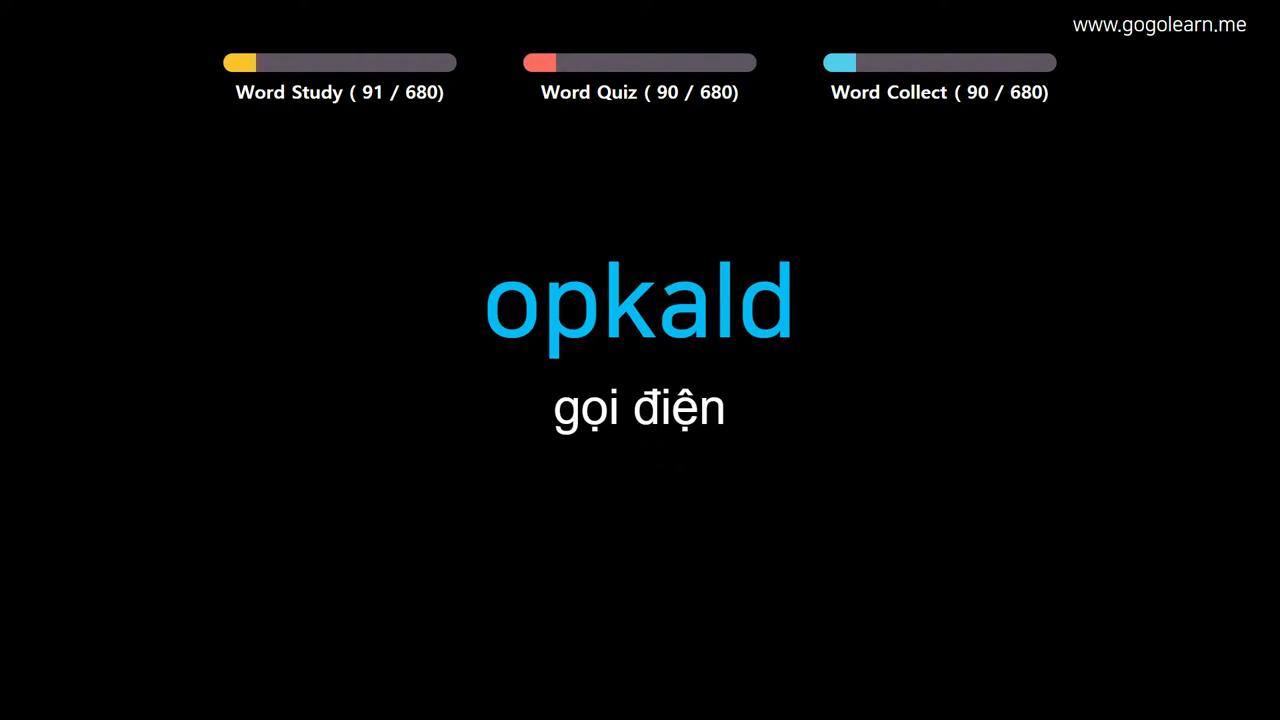 www.gogolearn.me
Word Study ( 91 / 680)
Word Quiz ( 90 / 680)
Word Collect ( 90 / 680)
opkald
gọi điện